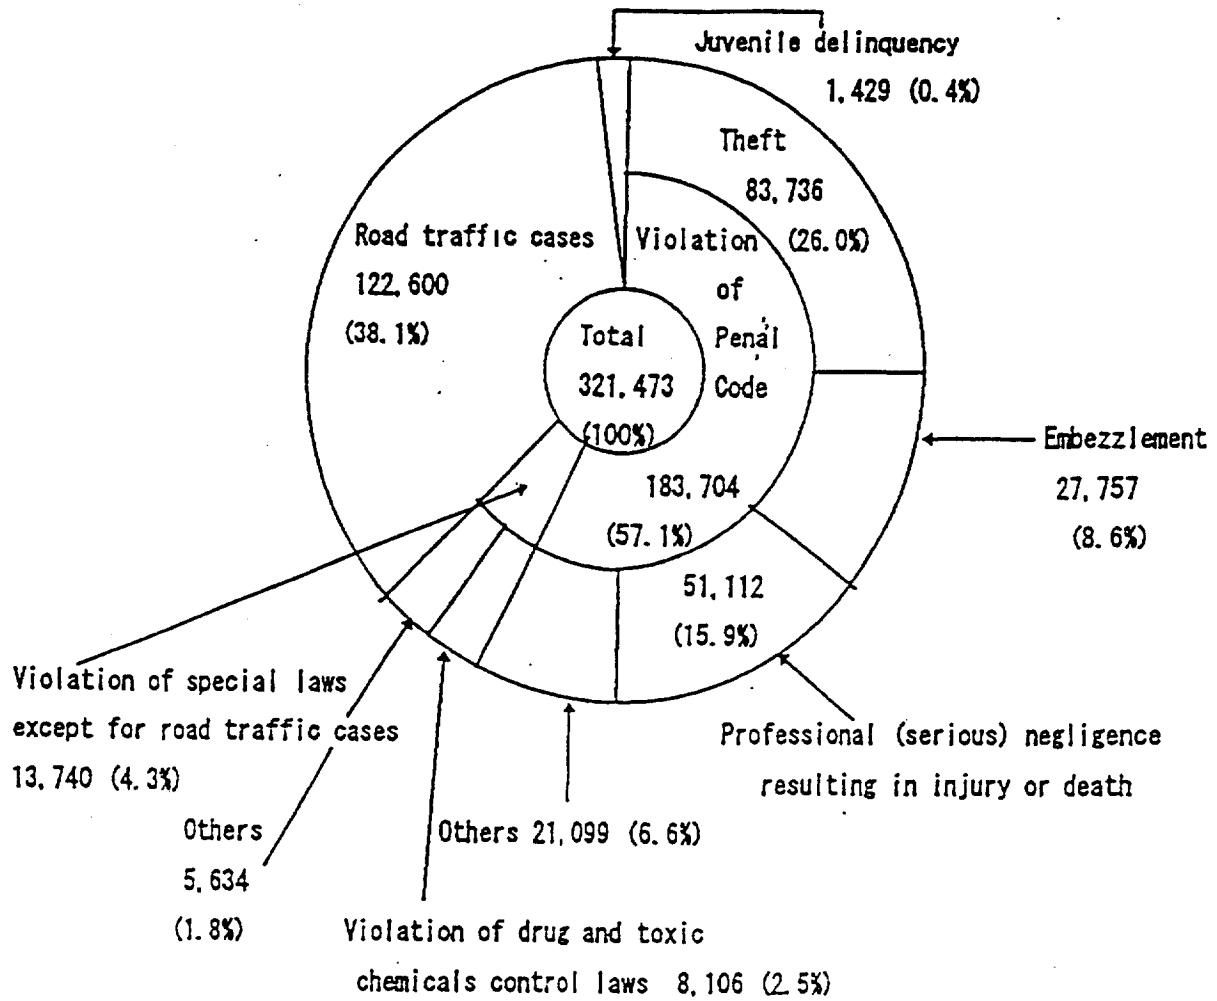 Juvenile delinquency
1,429 (0.4%)
Theft
83,736
(26.0%)
Road traffic cases
122,600
(38.1%)
Violation
of
Penal
Code
183,704
(57.1%)
Total
321,473
(100%)
Embezzlement
27,757
(8.6%)
51,112
(15.9%)
Professional (serious) negligence
resulting in injury or death
Violation of special laws
except for road traffic cases
13,740 (4.3%)
Others 21,099 (6.6%)
Others
5,634
(1.8%)
Violation of drug and toxic
chemicals control laws 8,106 (2.5%)